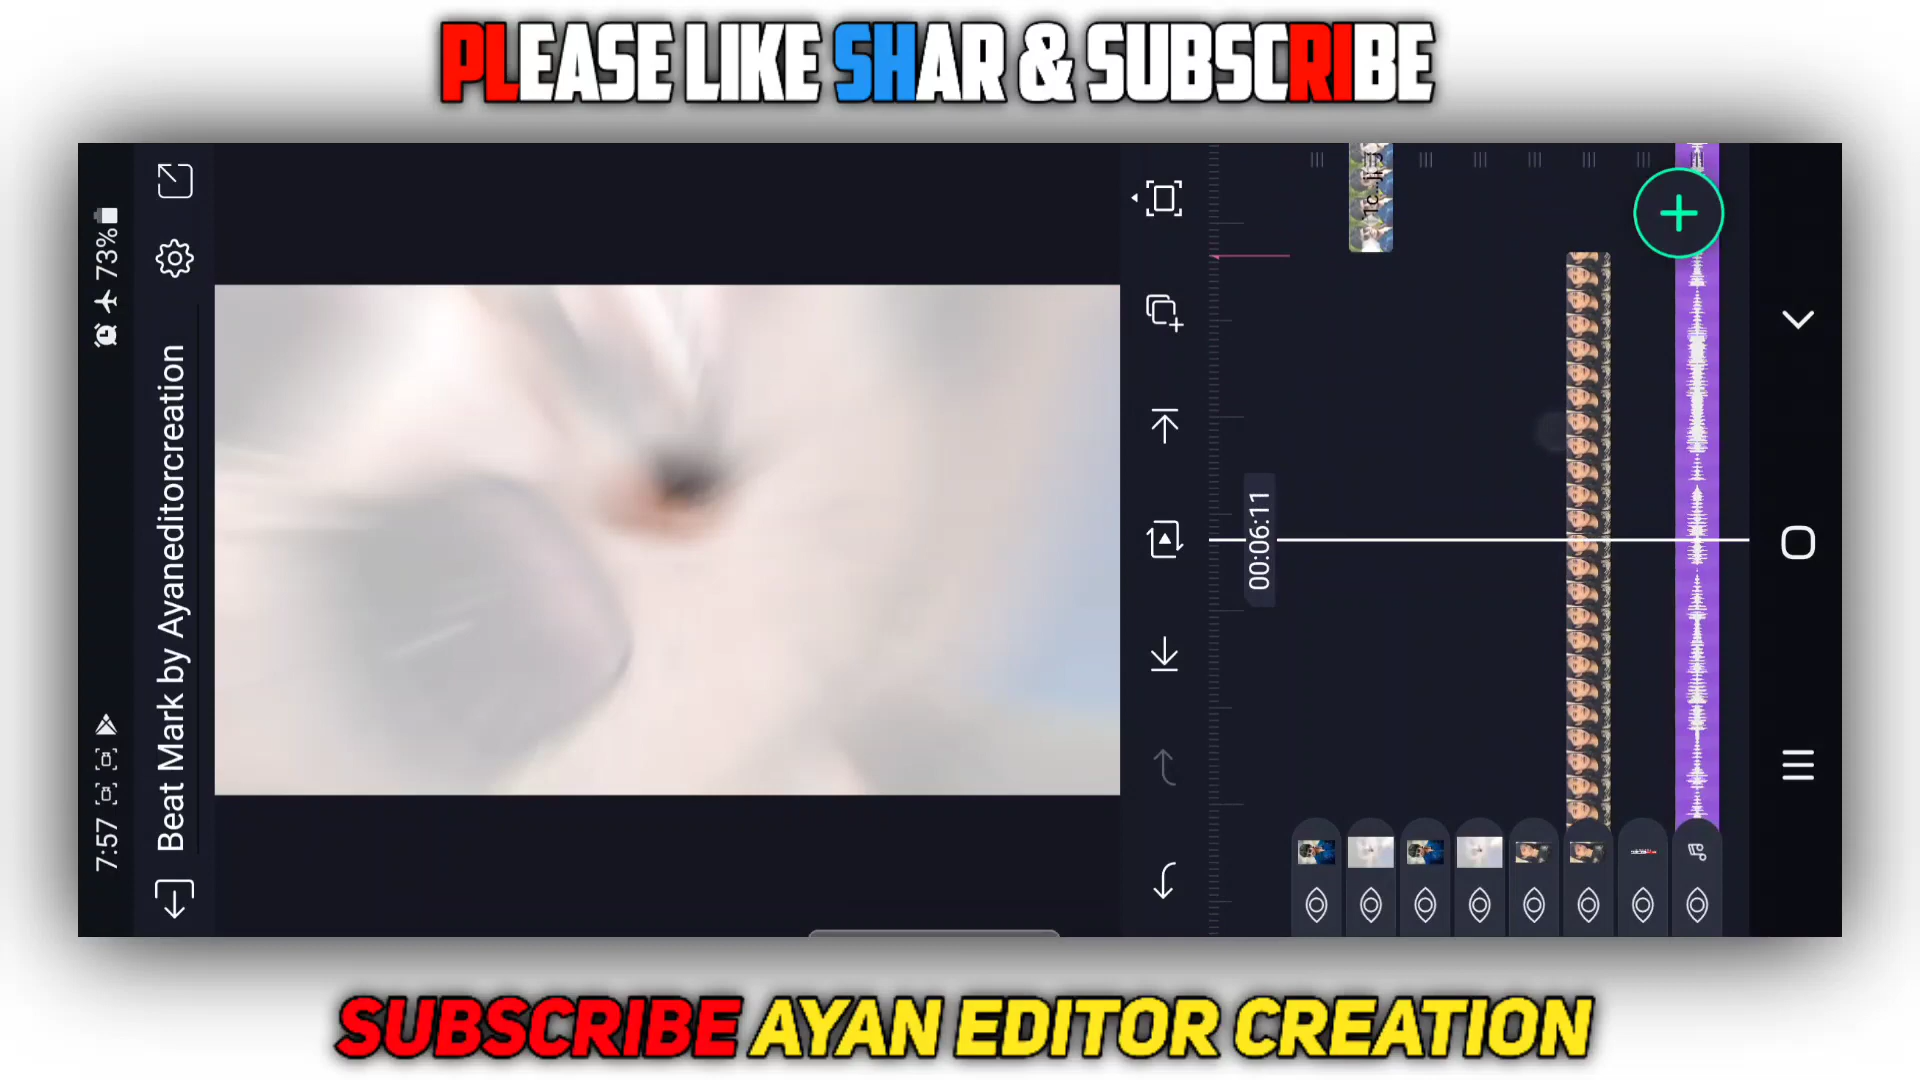 PLEASE LIKE SHAR & SUBSCRIBE
7:57
73%
Beat Mark by Ayaneditorcreation
00:06:11
SUBSCRIBE AYAN EDITOR CREATION